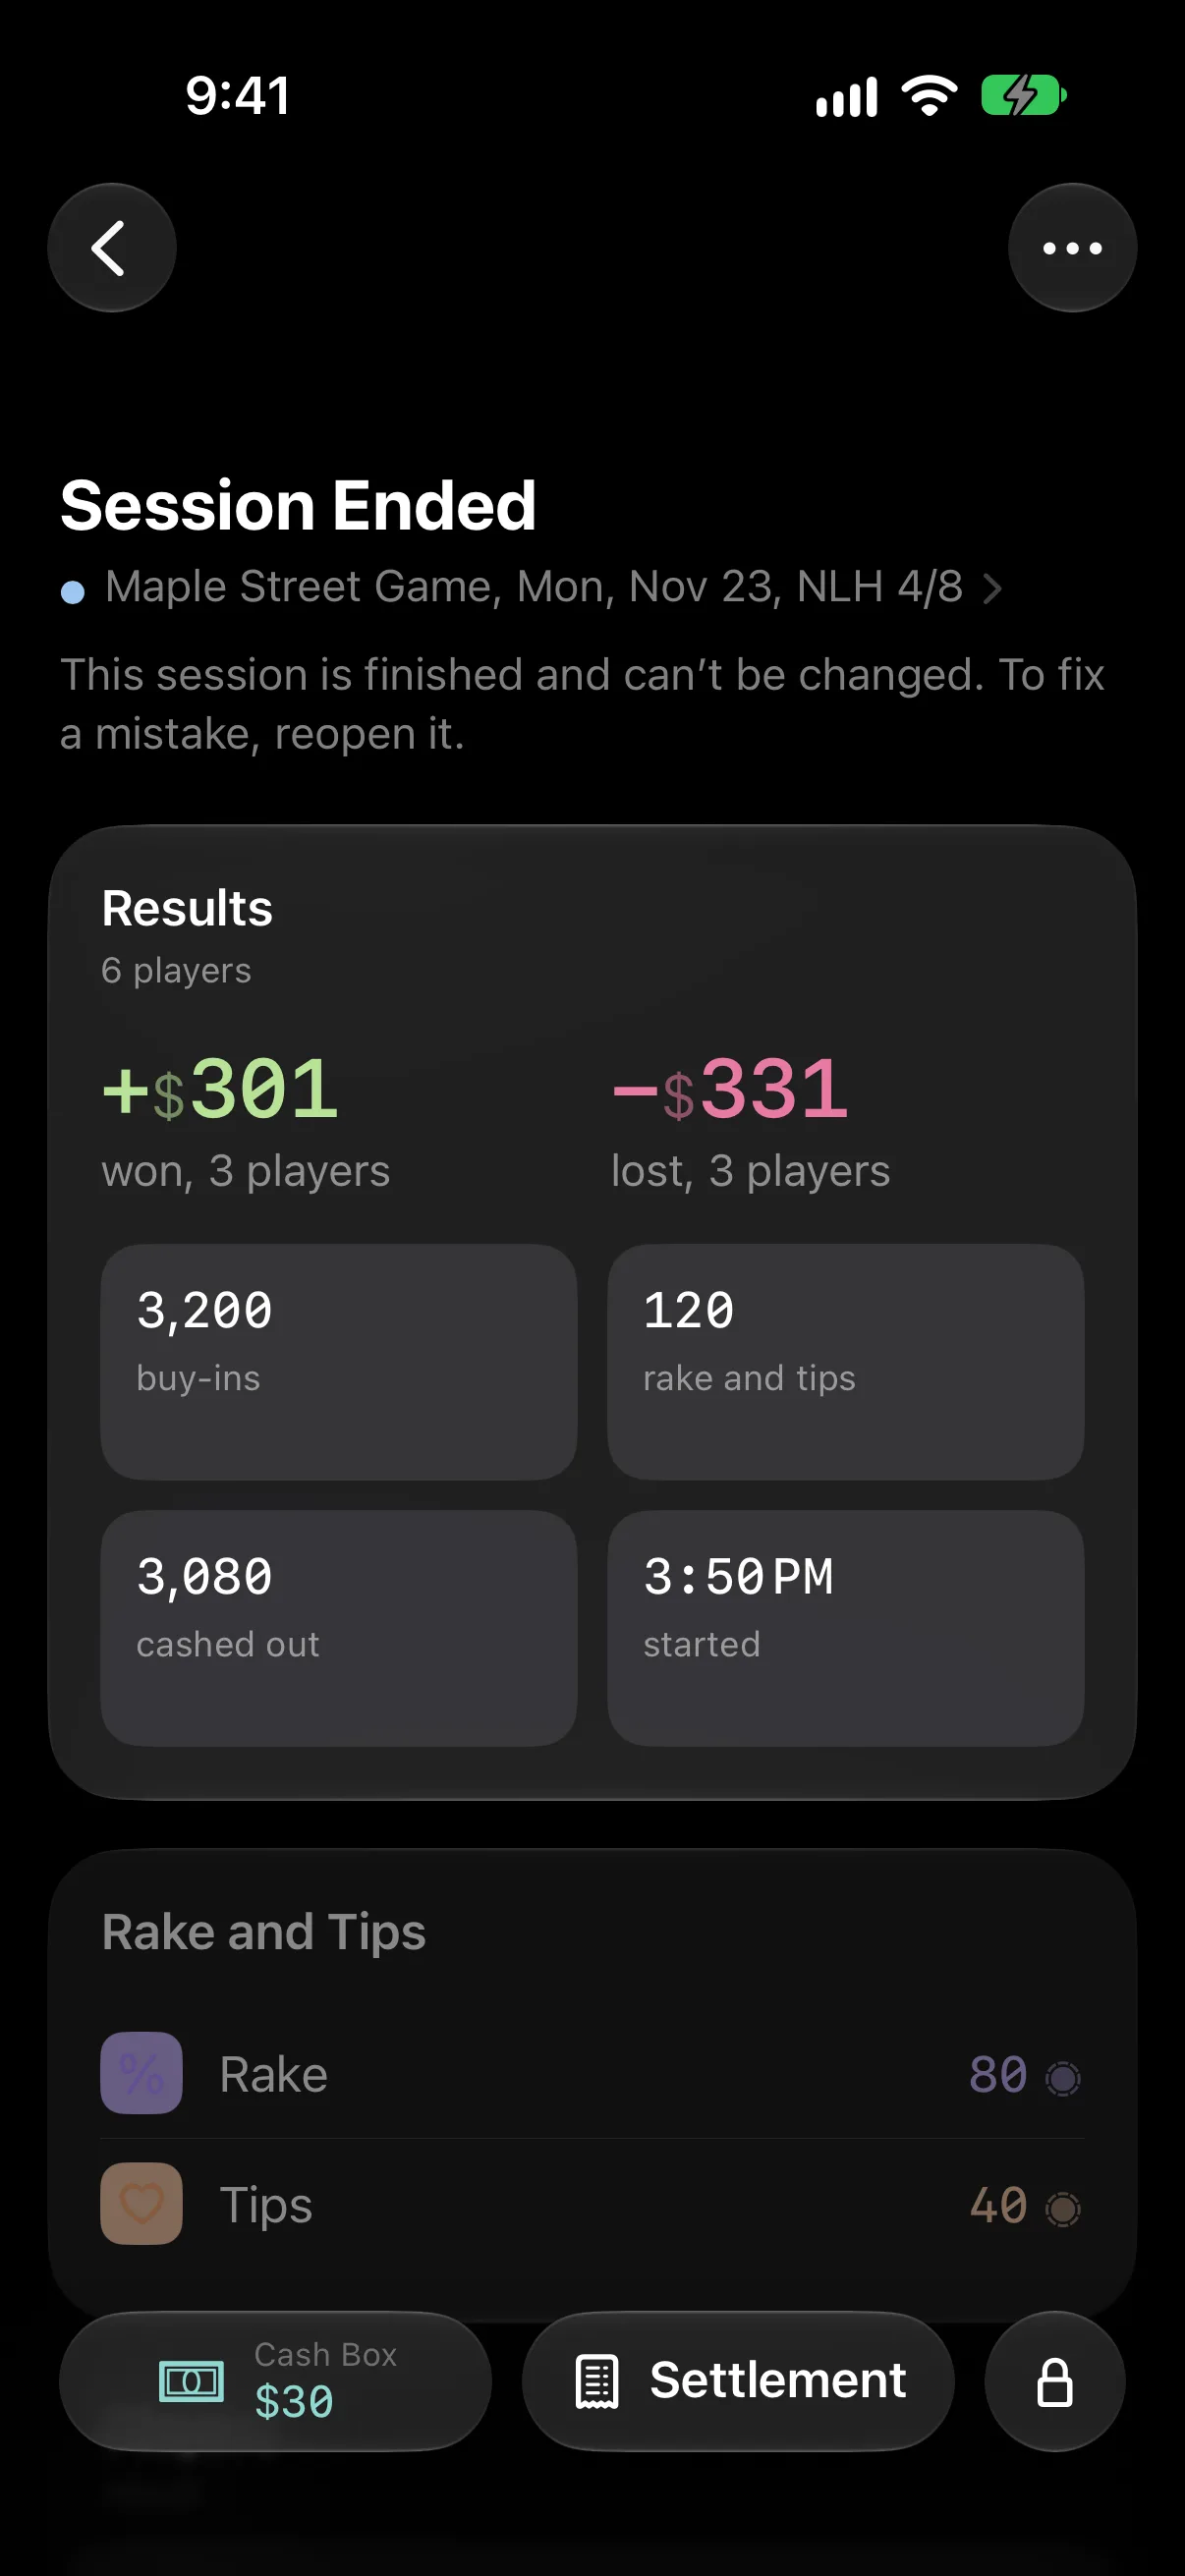 9:41
Session Ended
Maple Street Game, Mon, Nov 23, NLH 4/8
This session is finished and can’t be changed. To fix
a mistake, reopen it.
Results
6 players
+$301
−$331
won, 3 players
lost, 3 players
3,200
120
buy-ins
rake and tips
3,080
3:50 PM
cashed out
started
Rake and Tips
% Rake 80
Tips 40
Cash Box
$30
Settlement